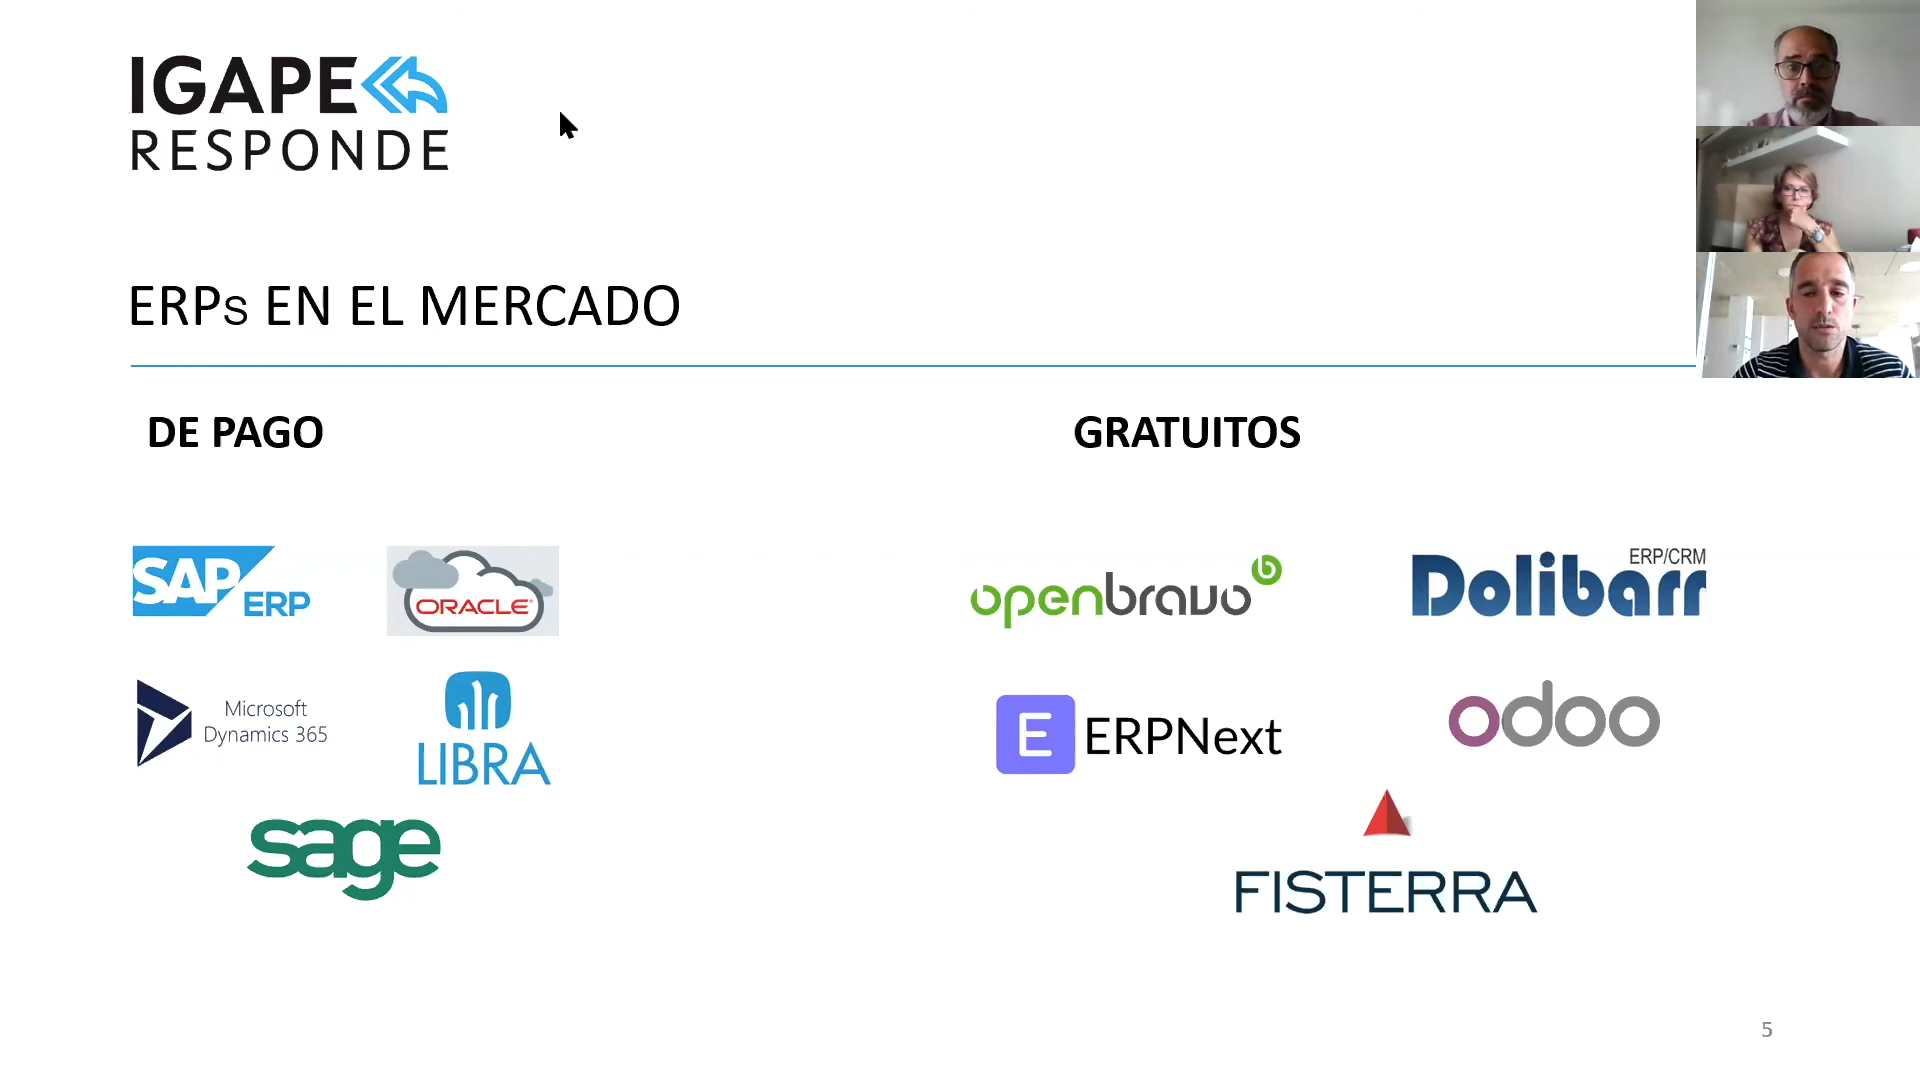 IGAPE
RESPONDE
ERPs EN EL MERCADO
DE PAGO
GRATUITOS
SAP ERP
ORACLE
openbravo
Dolibarr ERP/CRM
Microsoft
Dynamics 365
LIBRA
E ERPNext
odoo
sage
FISTERRA
5